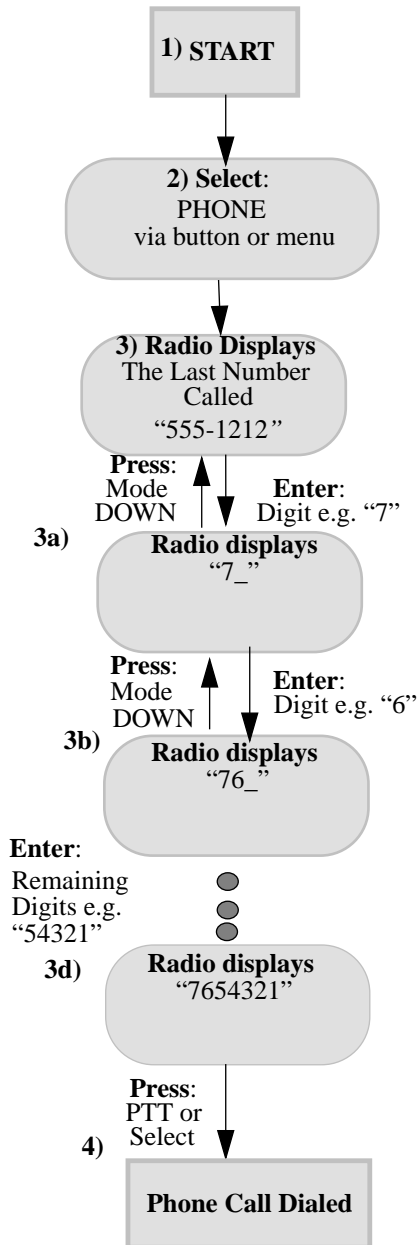 1) START
2) Select:
PHONE
via button or menu
3) Radio Displays
The Last Number
Called
“555-1212”
Press:
Mode
DOWN
Enter:
Digit e.g. “7”
3a)
Radio displays
“7_”
Press:
Mode
DOWN
Enter:
Digit e.g. “6”
3b)
Radio displays
“76_”
Enter:
Remaining
Digits e.g.
“54321”
3d)
Radio displays
“7654321”
Press:
PTT or
Select
4)
Phone Call Dialed